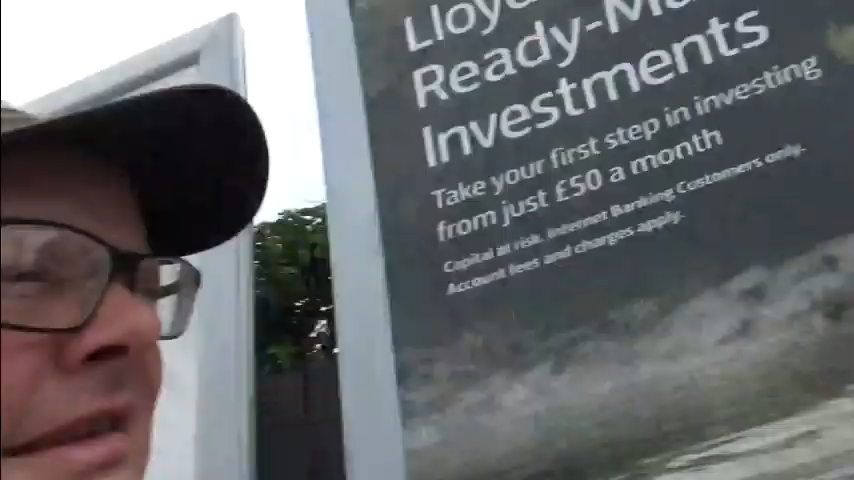 Ready-
Investments
Take your first step in investing
from just £50 a month
Capital at risk. Internet Banking Customers only.
Account fees and charges apply.